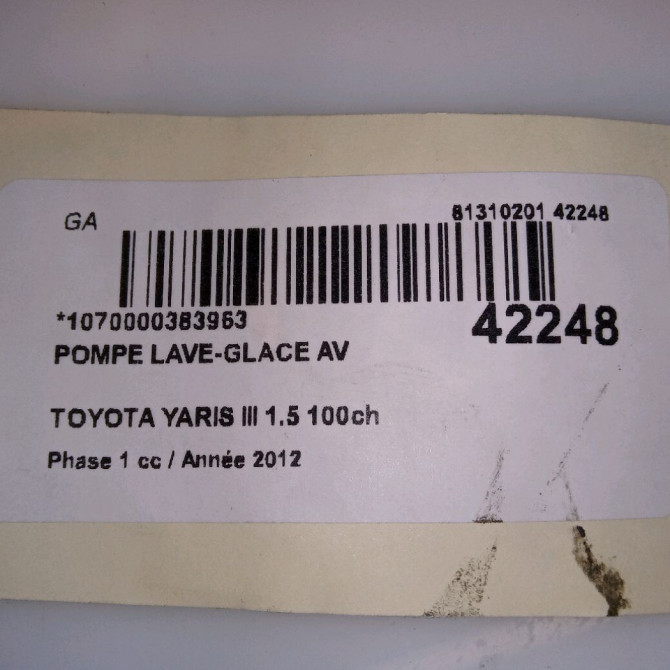 GA
81310201 42248
*1070000383963
42248
POMPE LAVE-GLACE AV
TOYOTA YARIS III 1.5 100ch
Phase 1 cc / Année 2012